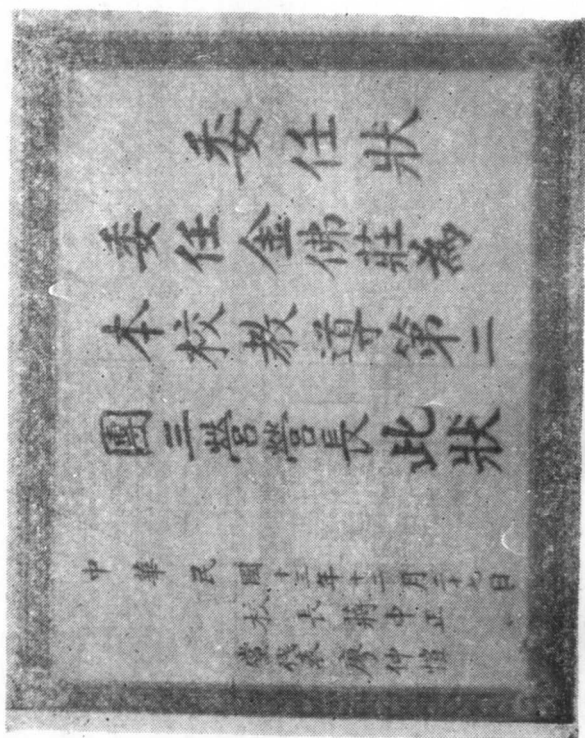 委任狀
委任金佛莊為
本校教導第二
團三營營長此狀
中華民國十三年十二月二十七日
校長蔣中正
黨代表廖仲愷